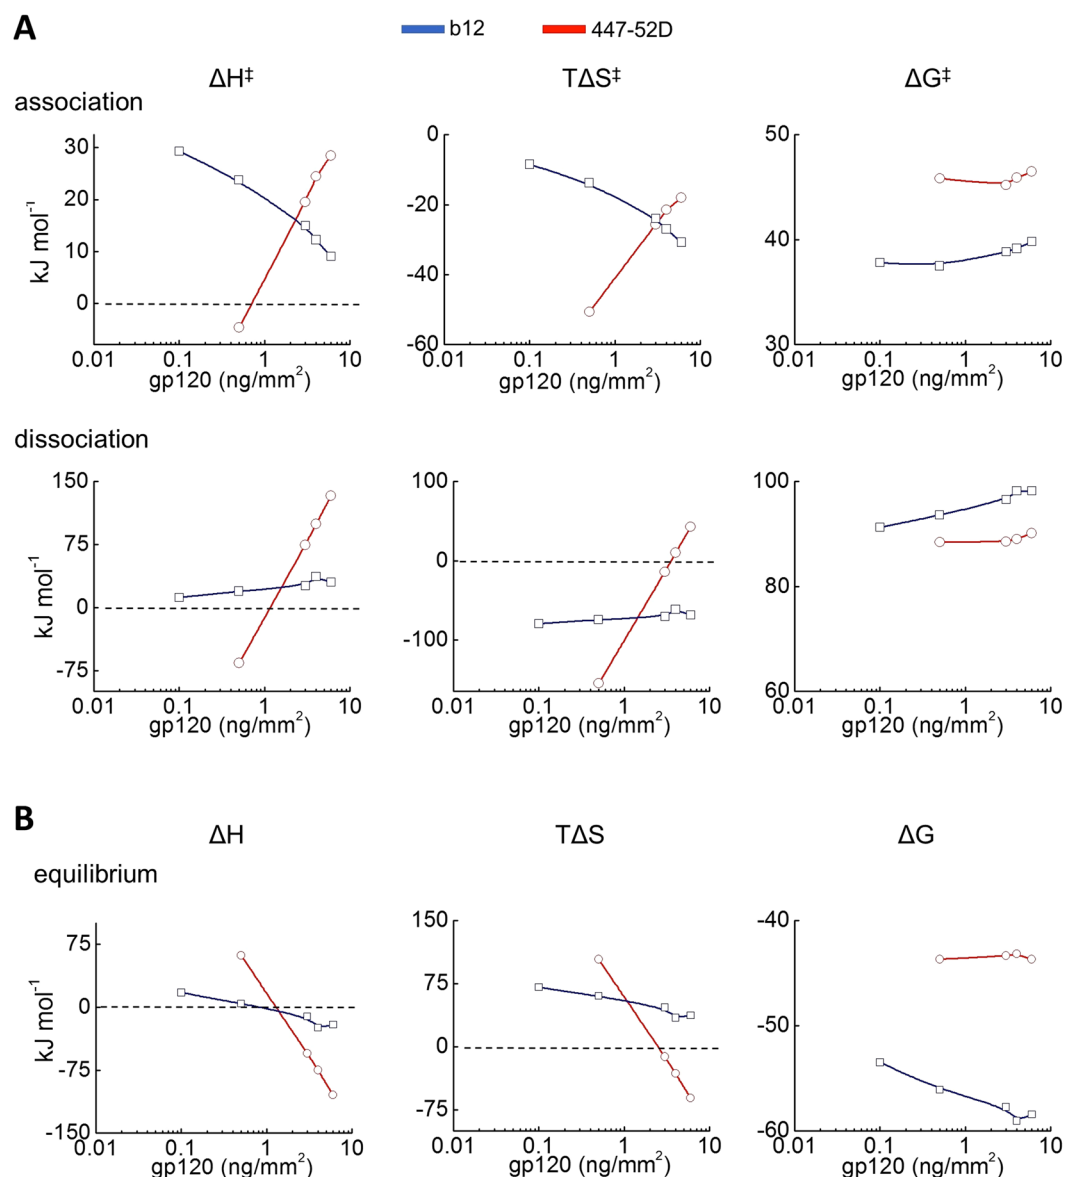 A
b12
447-52D
ΔH‡
TΔS‡
ΔG‡
association
kJ mol⁻¹
30
20
10
0
0.01
0.1
1
10
gp120 (ng/mm²)
0
-20
-40
-60
0.01
0.1
1
10
gp120 (ng/mm²)
50
40
30
0.01
0.1
1
10
gp120 (ng/mm²)
dissociation
kJ mol⁻¹
150
75
0
-75
0.01
0.1
1
10
gp120 (ng/mm²)
100
0
-100
0.01
0.1
1
10
gp120 (ng/mm²)
100
80
60
0.01
0.1
1
10
gp120 (ng/mm²)
B
ΔH
TΔS
ΔG
equilibrium
kJ mol⁻¹
75
0
-75
-150
0.01
0.1
1
10
gp120 (ng/mm²)
150
75
0
-75
0.01
0.1
1
10
gp120 (ng/mm²)
-40
-50
-60
0.01
0.1
1
10
gp120 (ng/mm²)